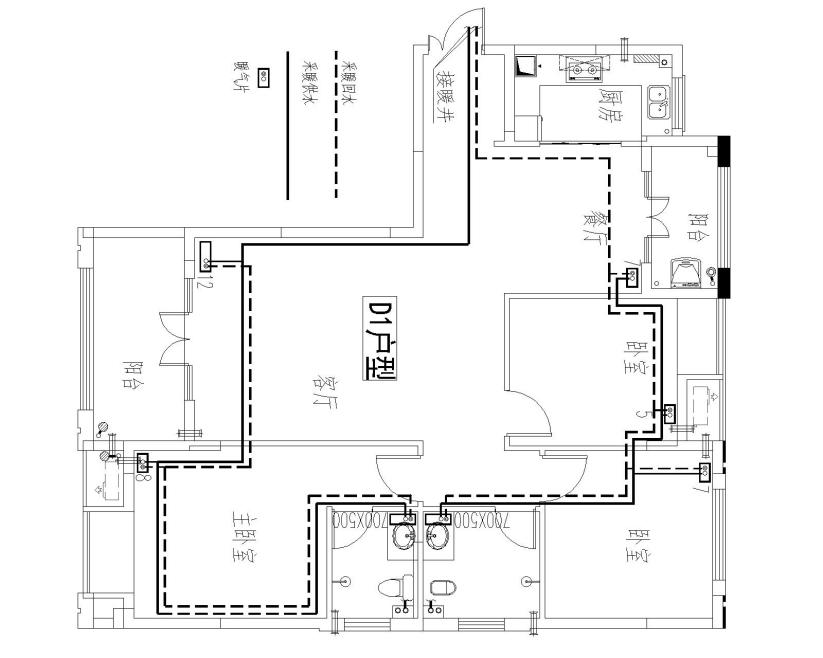 采暖回水
采暖供水
暖气片
接暖井
厨房
餐厅
阳台
7
12
D1户型
阳台
客厅
卧室
5
8
7
主卧室
700X500
700X500
卧室